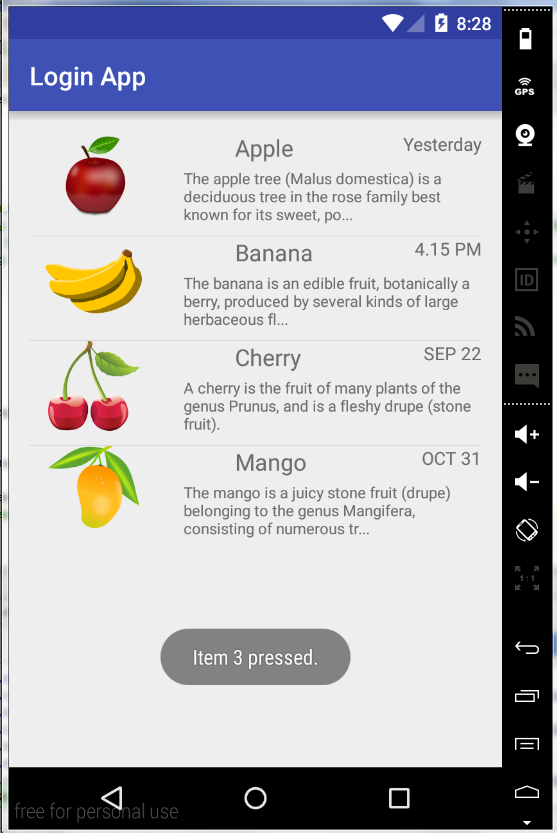 8:28
Login App
GPS
Apple
Yesterday
The apple tree (Malus domestica) is a
deciduous tree in the rose family best
known for its sweet, po...
Banana
4.15 PM
The banana is an edible fruit, botanically a
berry, produced by several kinds of large
herbaceous fl...
ID
Cherry
SEP 22
A cherry is the fruit of many plants of the
genus Prunus, and is a fleshy drupe (stone
fruit).
Mango
OCT 31
The mango is a juicy stone fruit (drupe)
belonging to the genus Mangifera,
consisting of numerous tr...
1:1
Item 3 pressed.
free for personal use